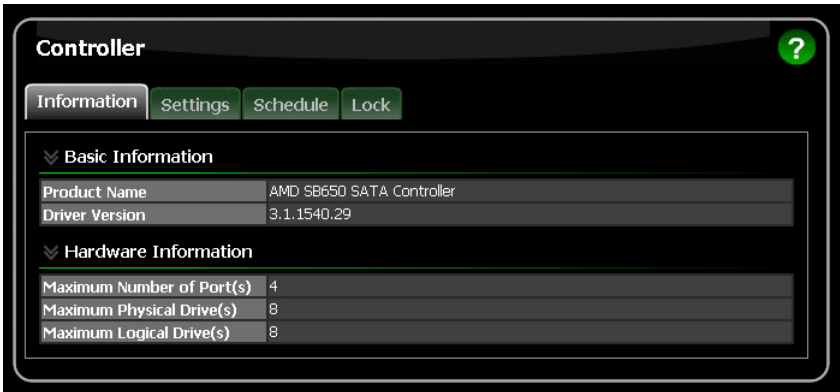 Controller
?
Information Settings Schedule Lock
Basic Information
Product Name AMD SB650 SATA Controller
Driver Version 3.1.1540.29
Hardware Information
Maximum Number of Port(s) 4
Maximum Physical Drive(s) 8
Maximum Logical Drive(s) 8